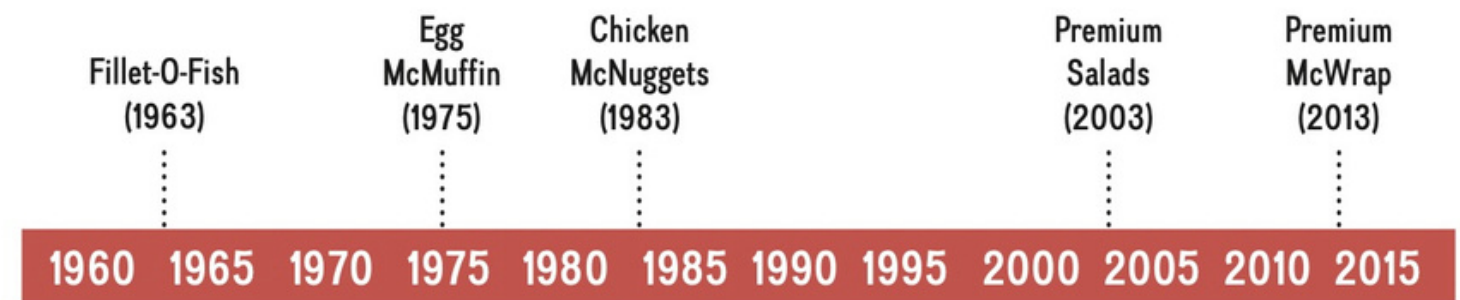 Fillet-O-Fish
(1963)
Egg
McMuffin
(1975)
Chicken
McNuggets
(1983)
Premium
Salads
(2003)
Premium
McWrap
(2013)
1960 1965 1970 1975 1980 1985 1990 1995 2000 2005 2010 2015